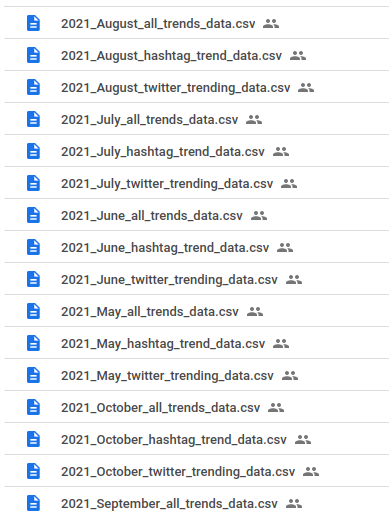 2021_August_all_trends_data.csv
2021_August_hashtag_trend_data.csv
2021_August_twitter_trending_data.csv
2021_July_all_trends_data.csv
2021_July_hashtag_trend_data.csv
2021_July_twitter_trending_data.csv
2021_June_all_trends_data.csv
2021_June_hashtag_trend_data.csv
2021_June_twitter_trending_data.csv
2021_May_all_trends_data.csv
2021_May_hashtag_trend_data.csv
2021_May_twitter_trending_data.csv
2021_October_all_trends_data.csv
2021_October_hashtag_trend_data.csv
2021_October_twitter_trending_data.csv
2021_September_all_trends_data.csv